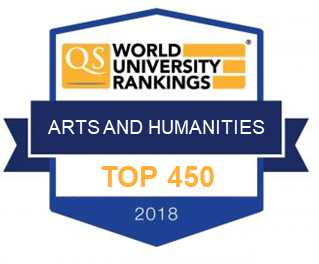 QS WORLD
UNIVERSITY
RANKINGS
®
ARTS AND HUMANITIES
TOP 450
2018